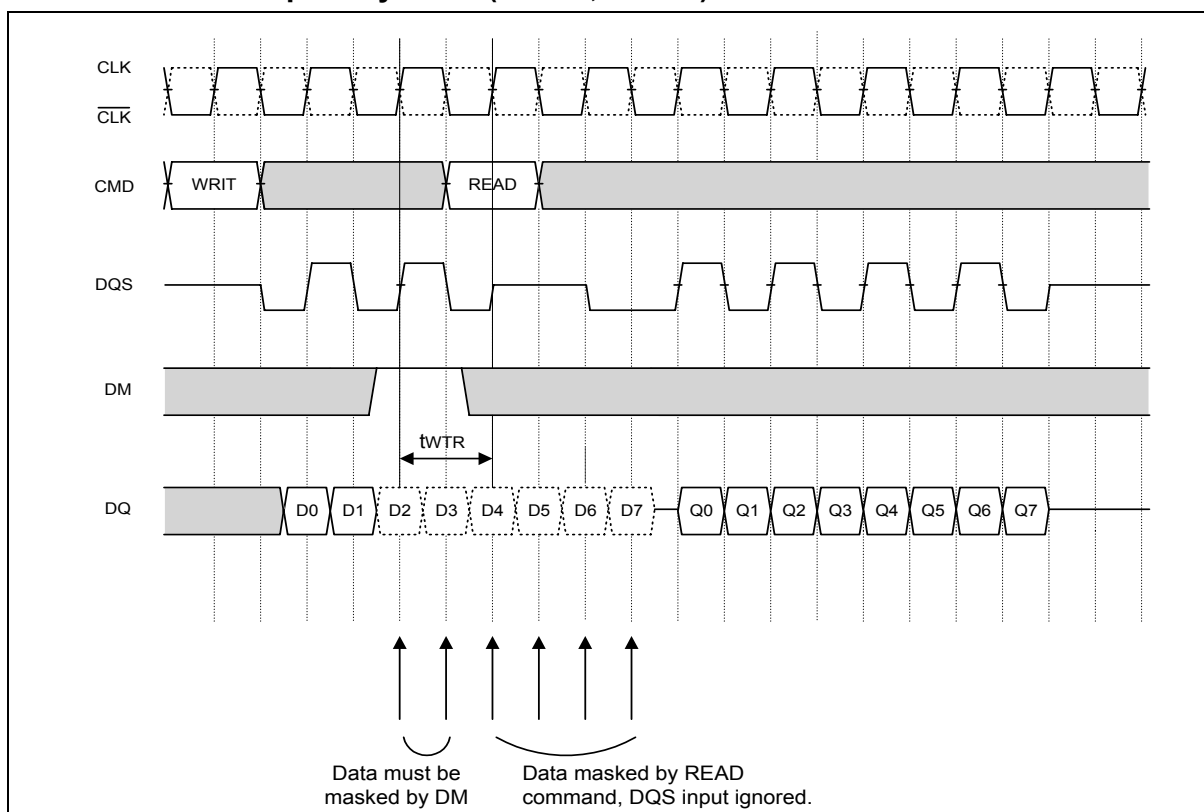 CLK
CLK
CMD WRIT READ
DQS
DM
tWTR
DQ D0 D1 D2 D3 D4 D5 D6 D7 Q0 Q1 Q2 Q3 Q4 Q5 Q6 Q7
Data must be
masked by DM
Data masked by READ
command, DQS input ignored.